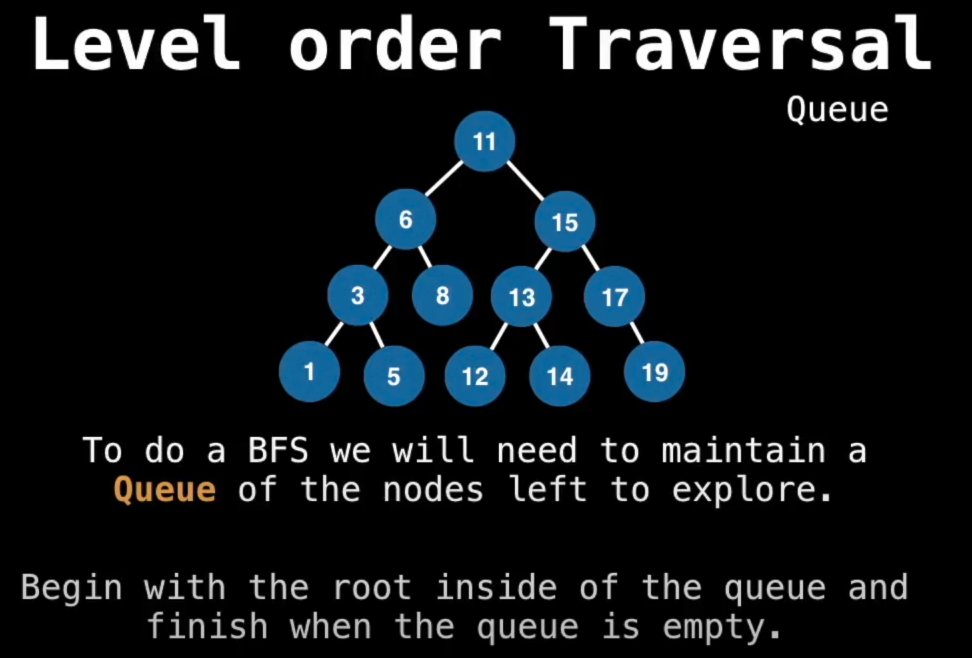 Level order Traversal
Queue
11
6
15
3
8
13
17
1
5
12
14
19
To do a BFS we will need to maintain a
Queue of the nodes left to explore.
Begin with the root inside of the queue and
finish when the queue is empty.